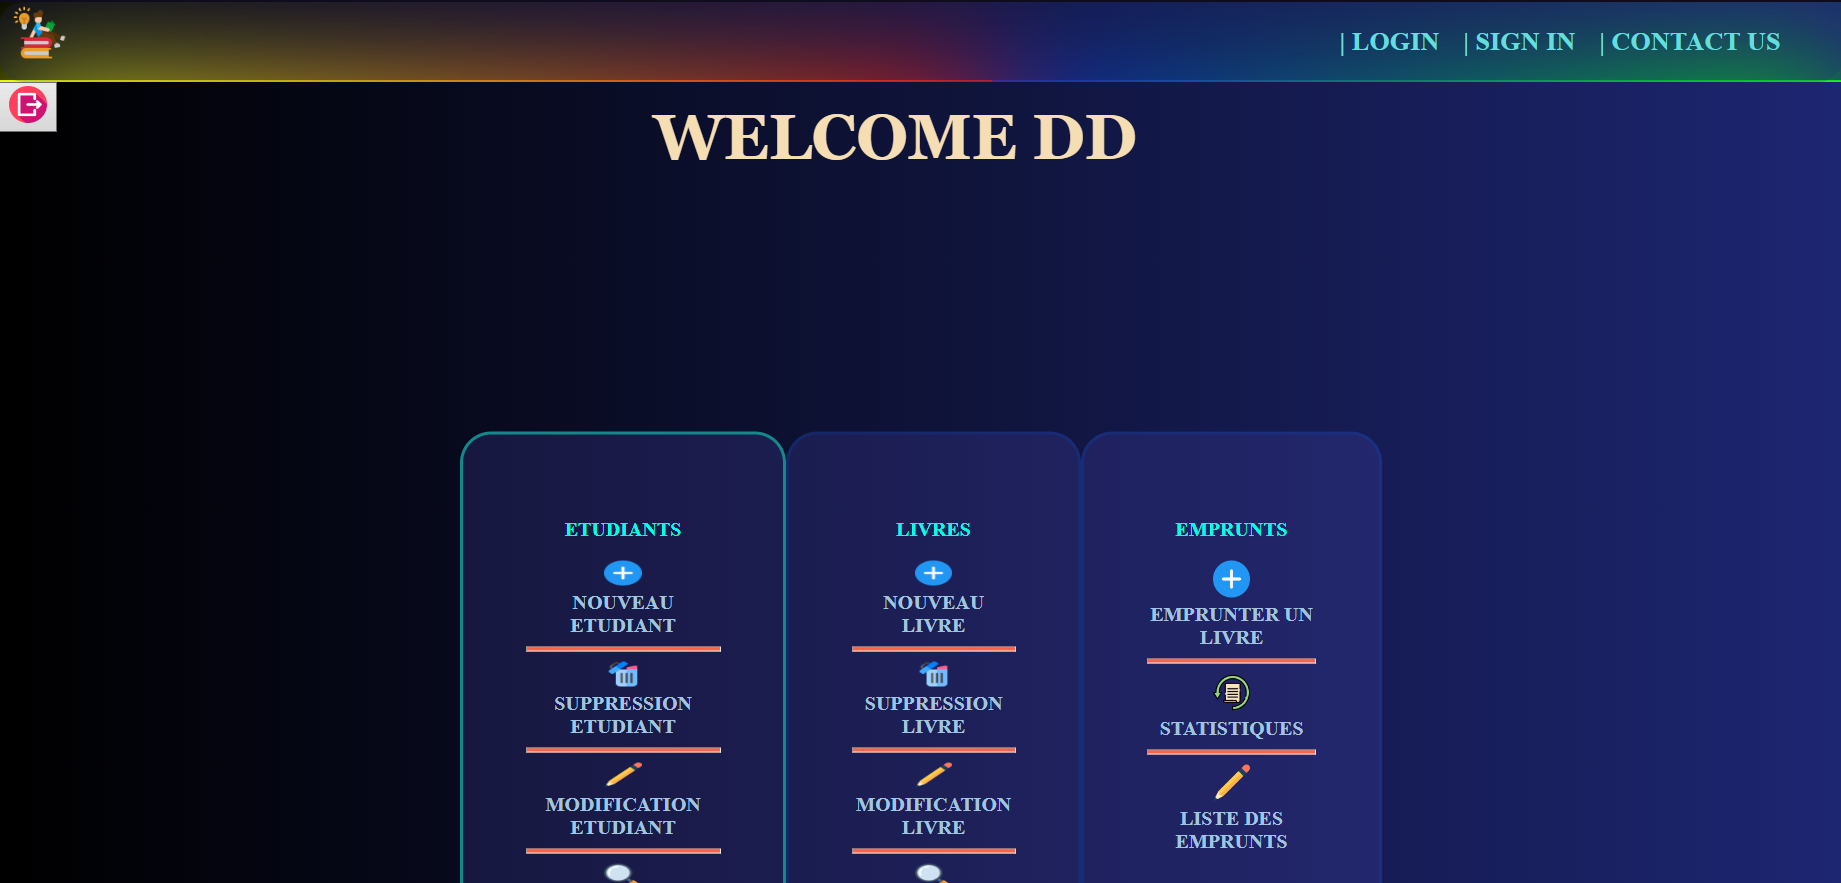 | LOGIN | SIGN IN | CONTACT US
WELCOME DD
ETUDIANTS
NOUVEAU
ETUDIANT
SUPPRESSION
ETUDIANT
MODIFICATION
ETUDIANT
LIVRES
NOUVEAU
LIVRE
SUPPRESSION
LIVRE
MODIFICATION
LIVRE
EMPRUNTS
EMPRUNTER UN
LIVRE
STATISTIQUES
LISTE DES
EMPRUNTS